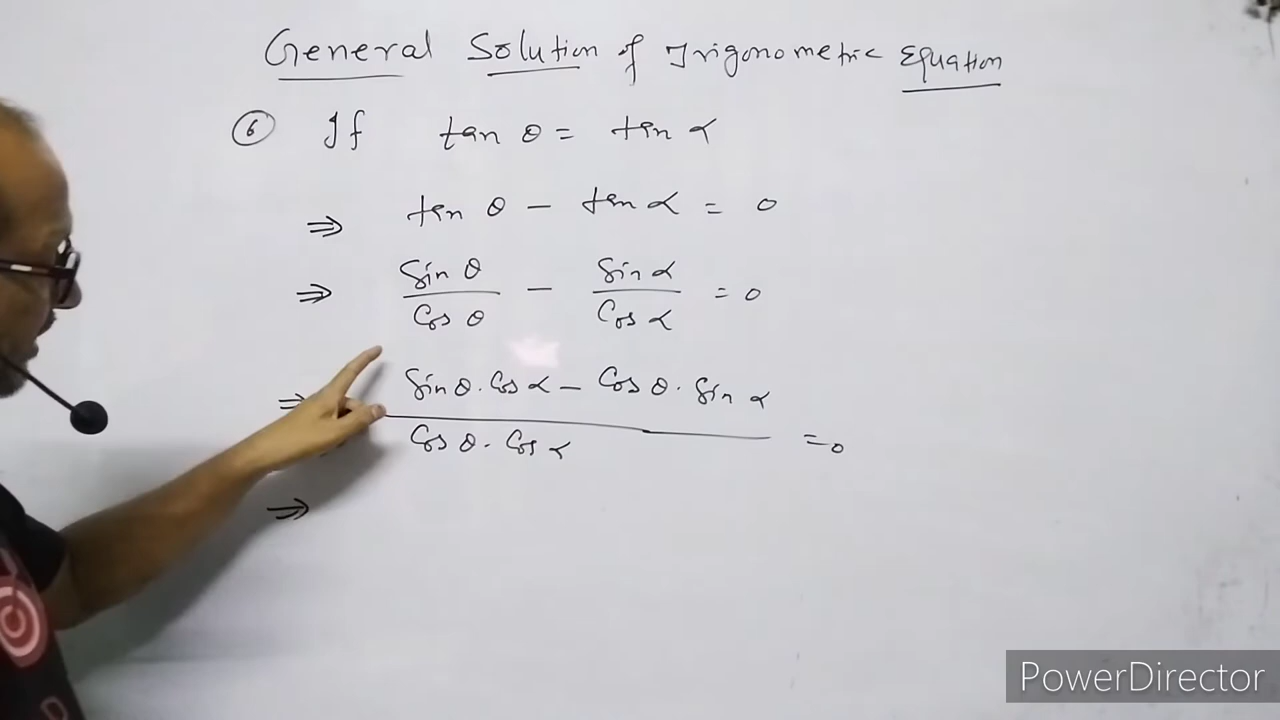 General Solution of Trigonometric Equation
⑥ If tan θ = tan α
⇒ tan θ - tan α = 0
⇒ Sin θ / Cos θ - Sin α / Cos α = 0
⇒ Sin θ . Cos α - Cos θ . Sin α / Cos θ . Cos α = 0
⇒
PowerDirector